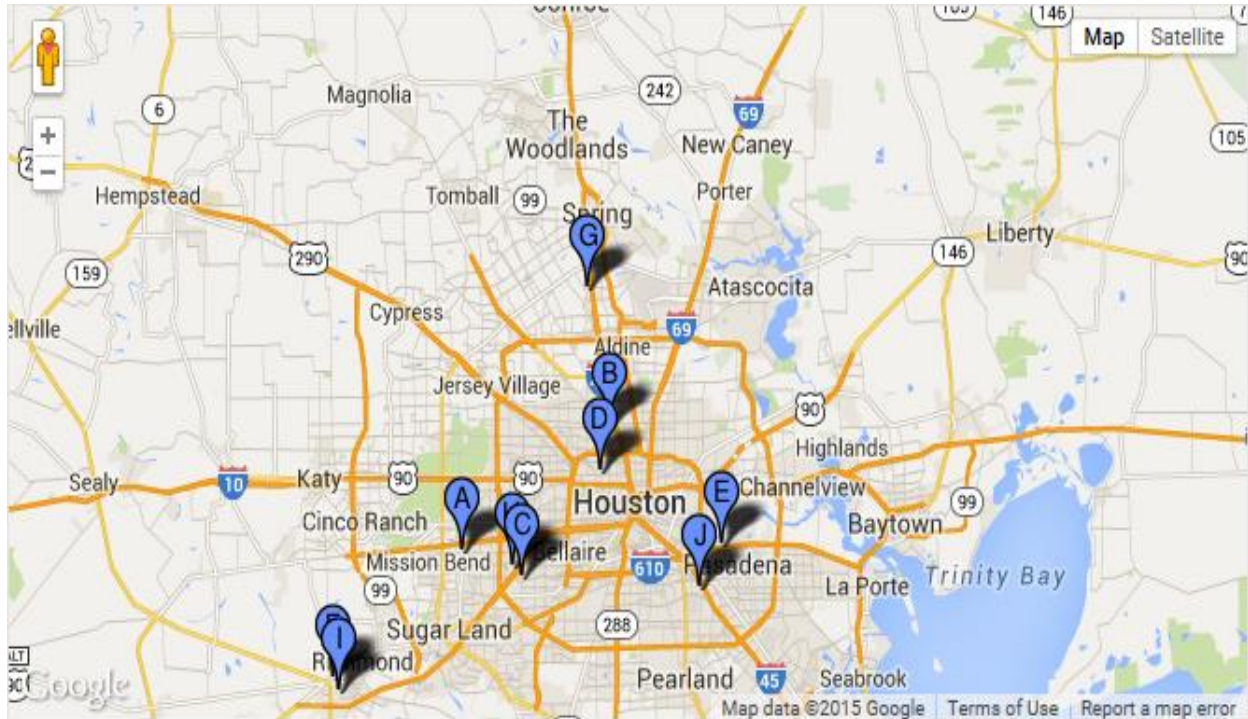 105
146
Map Satellite
242
Magnolia
6
69
105
The
Woodlands
New Caney
+
−
Hempstead
Tomball
99
Porter
Spring
Liberty
146
90
G
290
159
Atascocita
Cypress
69
ellville
Aldine
B
Jersey Village
90
D
Highlands
Sealy
10
Katy
90
90
A
Houston
E
Channelview
99
Cinco Ranch
C
Baytown
J
Mission Bend
Bellaire
610
Pasadena
La Porte
Trinity Bay
99
Sugar Land
288
I
Richmond
Pearland
45
Seabrook
Google
Map data ©2015 Google Terms of Use Report a map error